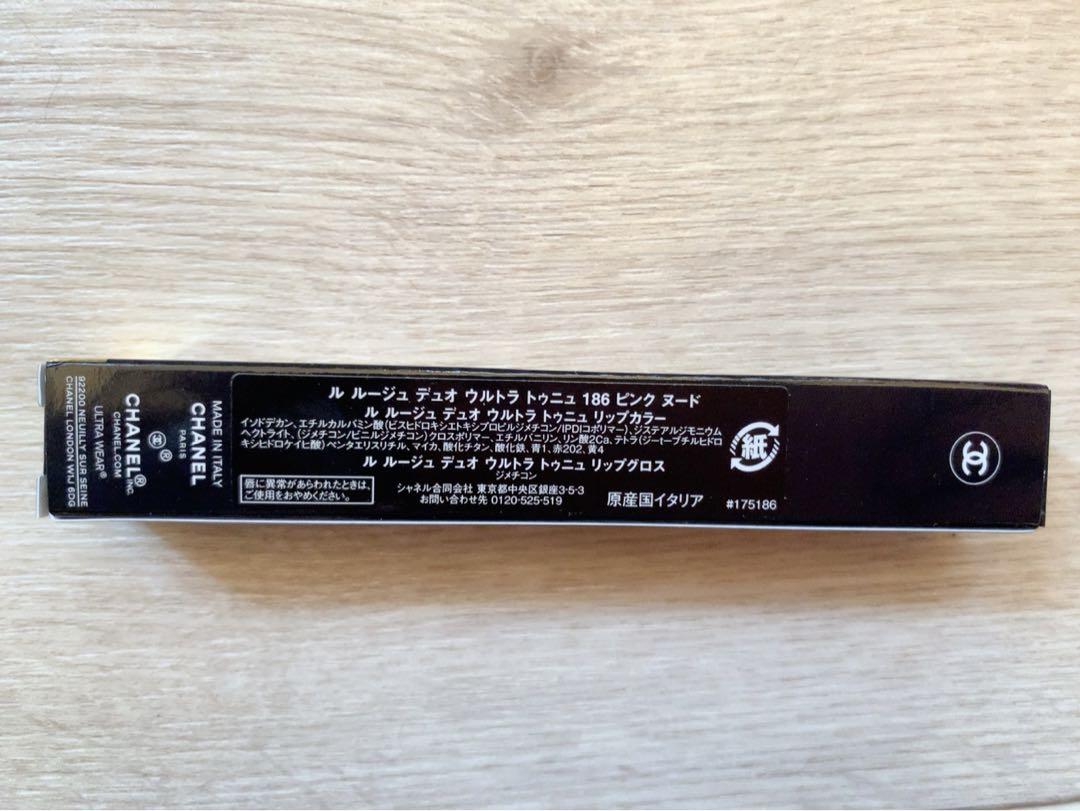 ル ルージュ デュオ ウルトラ トゥニュ 186 ピンク ヌード
ル ルージュ デュオ ウルトラ トゥニュ リップカラー
イソドデカン、エチルカルバミン酸(ビスヒドロキシエトキシプロピルジメチコン/IPDIコポリマー)、ジステアルジモニウム
ヘクトライト、(ジメチコン/ビニルジメチコン)クロスポリマー、エチルバニリン、リン酸2Ca、テトラ(ジ-t-ブチルヒドロ
キシヒドロケイヒ酸)ペンタエリスリチル、マイカ、酸化チタン、酸化鉄、青1、赤202、黄4
ル ルージュ デュオ ウルトラ トゥニュ リップグロス
ジメチコン
唇に異常があらわれたときは、
ご使用をおやめください。
シャネル合同会社 東京都中央区銀座3-5-3
お問い合わせ先 0120-525-519
原産国イタリア
#175186
紙
MADE IN ITALY
CHANEL
PARIS
®
CHANEL® INC.
CHANEL.COM
ULTRA WEAR®
92200 NEUILLY SUR SEINE
CHANEL LONDON W1J 6DG